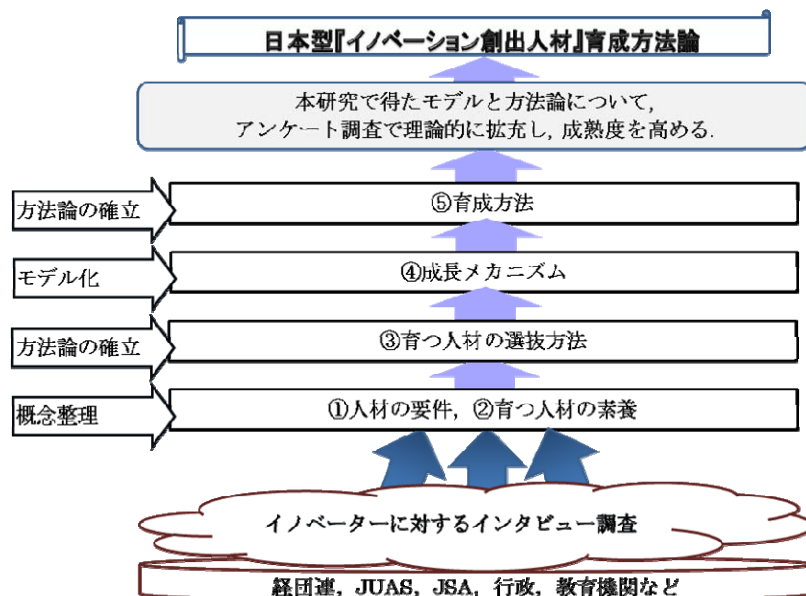 日本型『イノベーション創出人材』育成方法論
本研究で得たモデルと方法論について,
アンケート調査で理論的に拡充し, 成熟度を高める.
方法論の確立
⑤育成方法
モデル化
④成長メカニズム
方法論の確立
③育つ人材の選抜方法
概念整理
①人材の要件, ②育つ人材の素養
イノベーターに対するインタビュー調査
経団連, JUAS, JSA, 行政, 教育機関など